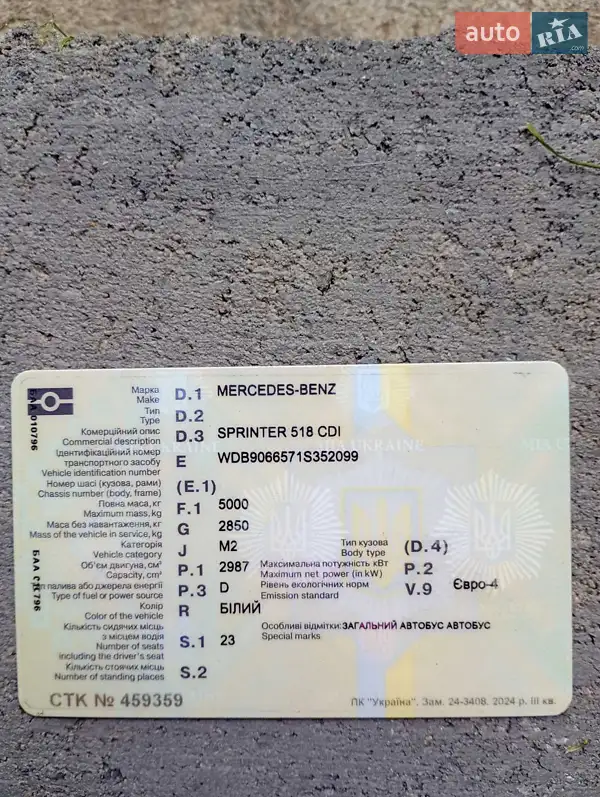 auto RIA .com
Марка D.1 MERCEDES-BENZ
Make
Тип D.2
Type
Комерційний опис D.3 SPRINTER 518 CDI
Commercial description
Ідентифікаційний номер
транспортного засобу E WDB9066571S352099
Vehicle identification number
Номер шасі (кузова, рами) (E.1)
Chassis number (body, frame)
Повна маса, кг F.1 5000
Maximum mass, kg
Маса без навантаження, кг G 2850
Mass of the vehicle in service, kg
Категорія J M2
Vehicle category
Тип кузова (D.4)
Body type
Об'єм двигуна, см³ P.1 2987
Capacity, cm³
Максимальна потужність кВт P.2
Maximum net power (in kW)
Тип палива або джерела енергії P.3 D
Type of fuel or power source
Рівень екологічних норм V.9 Євро-4
Emission standard
Колір R БІЛИЙ
Color of the vehicle
Кількість сидячих місць
з місцем водія S.1 23
Number of seats
including the driver's seat
Особливі відмітки: ЗАГАЛЬНИЙ АВТОБУС АВТОБУС
Special marks
Кількість стоячих місць S.2
Number of standing places
СТК № 459359
ПК "Україна". Зам. 24-3408. 2024 р. III кв.
MIA UKRAINE